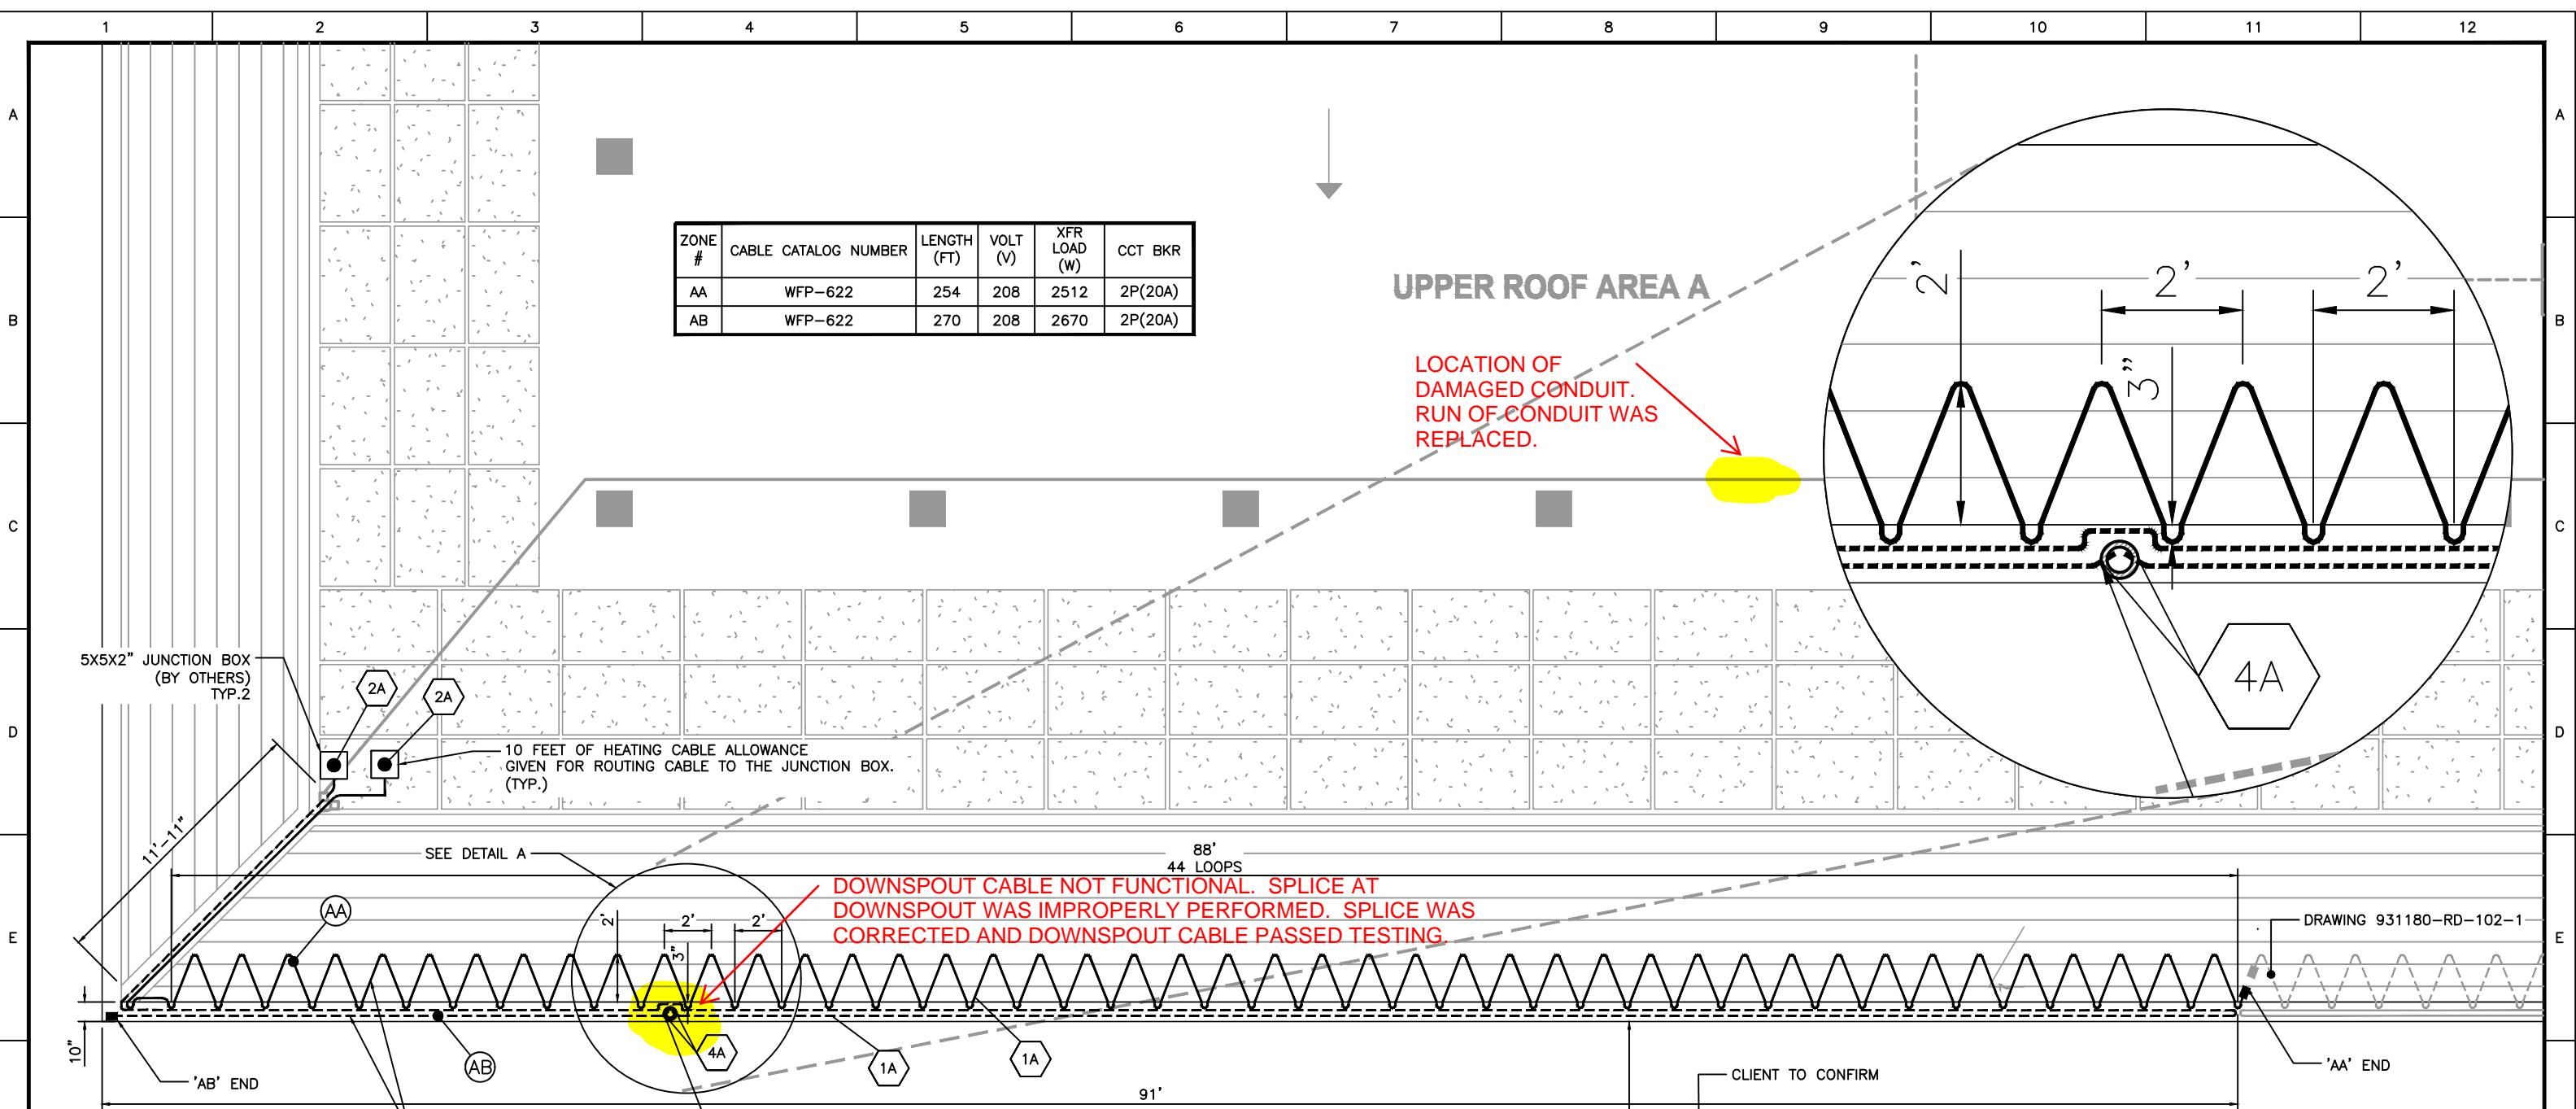 1 2 3 4 5 6 7 8 9 10 11 12
A A
ZONE # CABLE CATALOG NUMBER LENGTH (FT) VOLT (V) XFR LOAD (W) CCT BKR
AA WFP-622 254 208 2512 2P(20A)
AB WFP-622 270 208 2670 2P(20A)
UPPER ROOF AREA A
2' 2' 2'
3"
B B
LOCATION OF
DAMAGED CONDUIT.
RUN OF CONDUIT WAS
REPLACED.
C C
4A
5X5X2" JUNCTION BOX
(BY OTHERS)
TYP.2
2A 2A
D D
10 FEET OF HEATING CABLE ALLOWANCE
GIVEN FOR ROUTING CABLE TO THE JUNCTION BOX.
(TYP.)
11'-11"
SEE DETAIL A
88'
44 LOOPS
DOWNSPOUT CABLE NOT FUNCTIONAL. SPLICE AT
DOWNSPOUT WAS IMPROPERLY PERFORMED. SPLICE WAS
CORRECTED AND DOWNSPOUT CABLE PASSED TESTING.
AA
2' 2' 2'
3"
DRAWING 931180-RD-102-1
E E
10"
4A
AB
1A 1A
'AB' END
'AA' END
CLIENT TO CONFIRM
91'